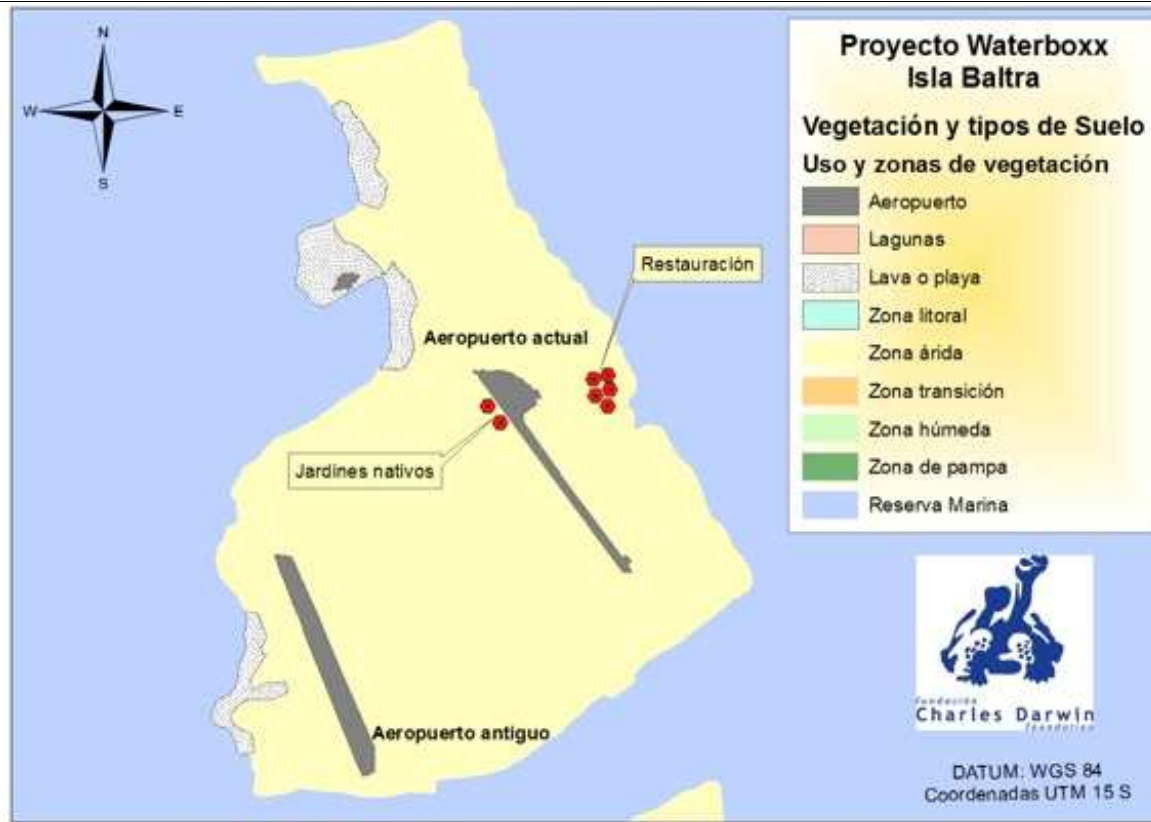 N
W
E
S
Proyecto Waterboxx
Isla Baltra
Vegetación y tipos de Suelo
Uso y zonas de vegetación
Aeropuerto
Lagunas
Lava o playa
Zona litoral
Zona árida
Zona transición
Zona húmeda
Zona de pampa
Reserva Marina
Restauración
Aeropuerto actual
Jardines nativos
Aeropuerto antiguo
fundación
Charles Darwin
foundation
DATUM: WGS 84
Coordenadas UTM 15 S